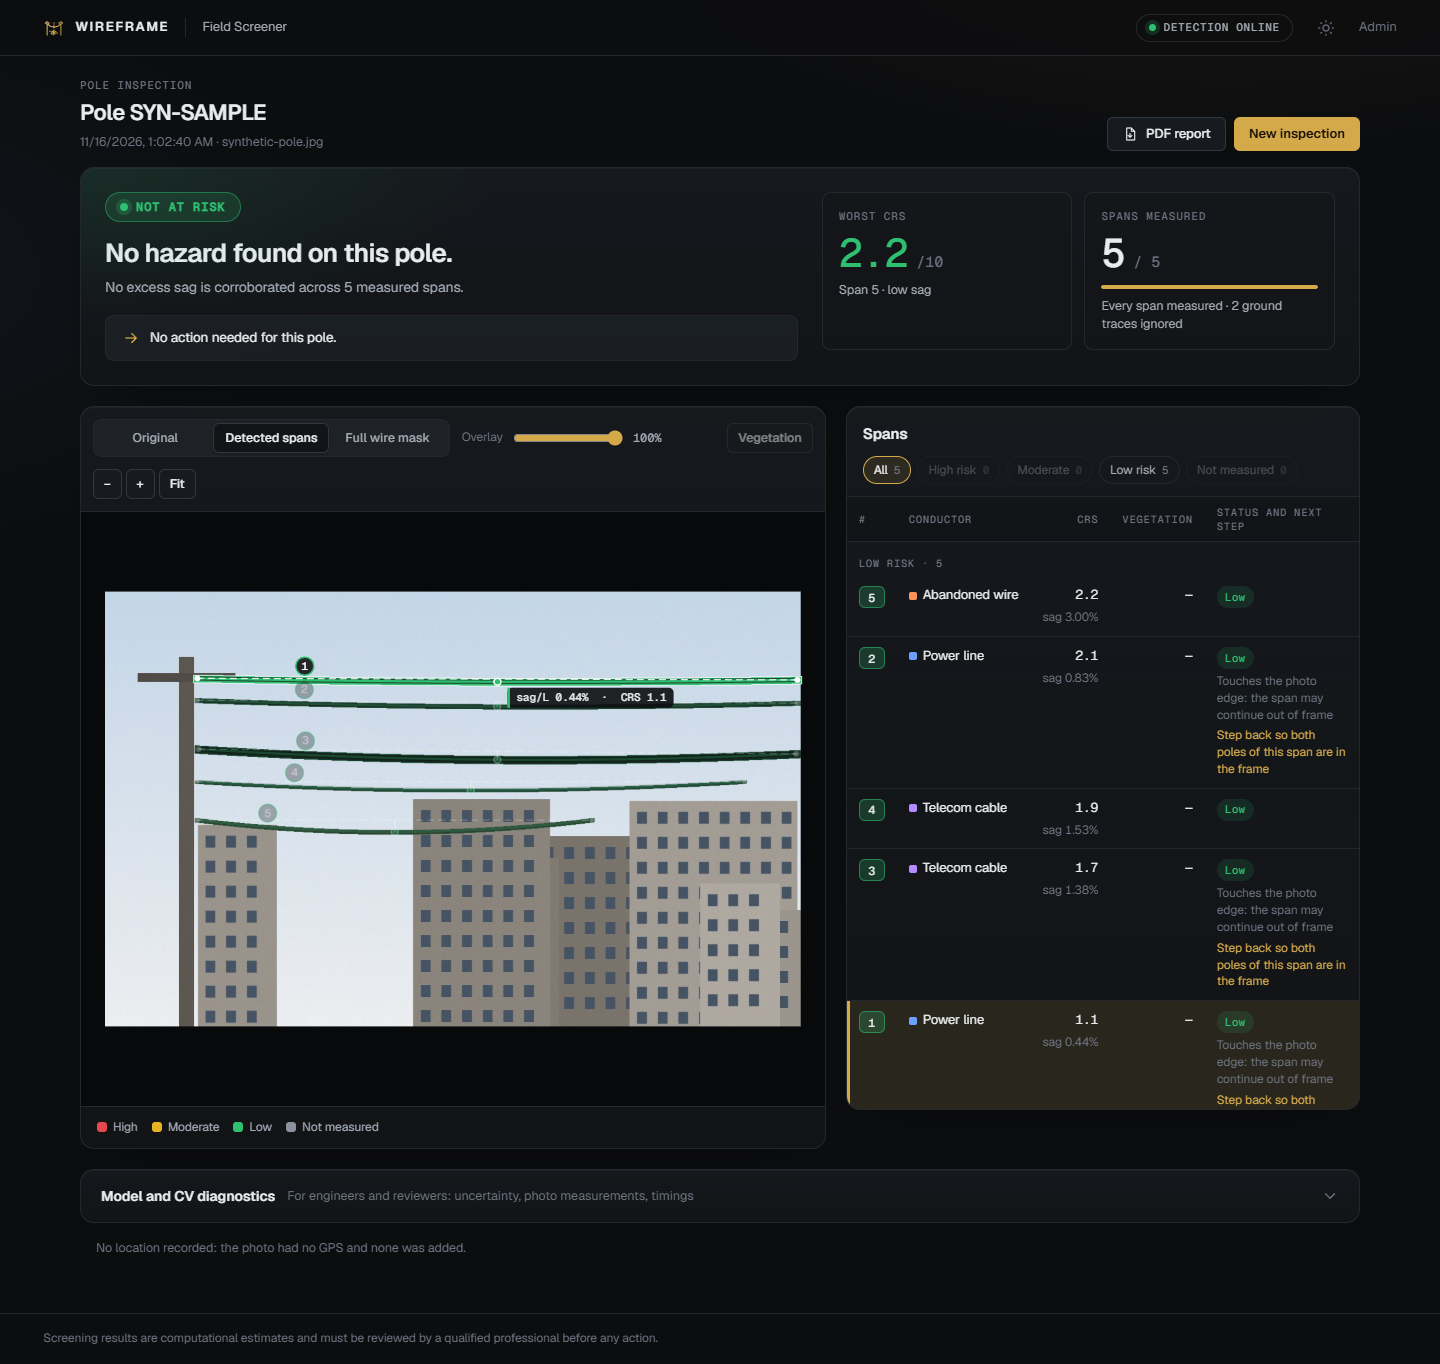 WIREFRAME
Field Screener
DETECTION ONLINE
Admin
POLE INSPECTION
Pole SYN-SAMPLE
11/16/2026, 1:02:40 AM · synthetic-pole.jpg
PDF report
New inspection
NOT AT RISK
No hazard found on this pole.
No excess sag is corroborated across 5 measured spans.
→ No action needed for this pole.
WORST CRS
2.2 /10
Span 5 · low sag
SPANS MEASURED
5 / 5
Every span measured · 2 ground
traces ignored
Original
Detected spans
Full wire mask
Overlay
100%
Vegetation
−
+
Fit
1
2
sag/L 0.44% · CRS 1.1
3
4
5
High
Moderate
Low
Not measured
Spans
All 5
High risk 0
Moderate 0
Low risk 5
Not measured 0
# CONDUCTOR CRS VEGETATION STATUS AND NEXT
STEP
LOW RISK · 5
5 Abandoned wire 2.2 – Low
sag 3.00%
2 Power line 2.1 – Low
sag 0.83%
Touches the photo
edge: the span may
continue out of frame
Step back so both
poles of this span are in
the frame
4 Telecom cable 1.9 – Low
sag 1.53%
3 Telecom cable 1.7 – Low
sag 1.38%
Touches the photo
edge: the span may
continue out of frame
Step back so both
poles of this span are in
the frame
1 Power line 1.1 – Low
sag 0.44%
Touches the photo
edge: the span may
continue out of frame
Step back so both
Model and CV diagnostics
For engineers and reviewers: uncertainty, photo measurements, timings
No location recorded: the photo had no GPS and none was added.
Screening results are computational estimates and must be reviewed by a qualified professional before any action.